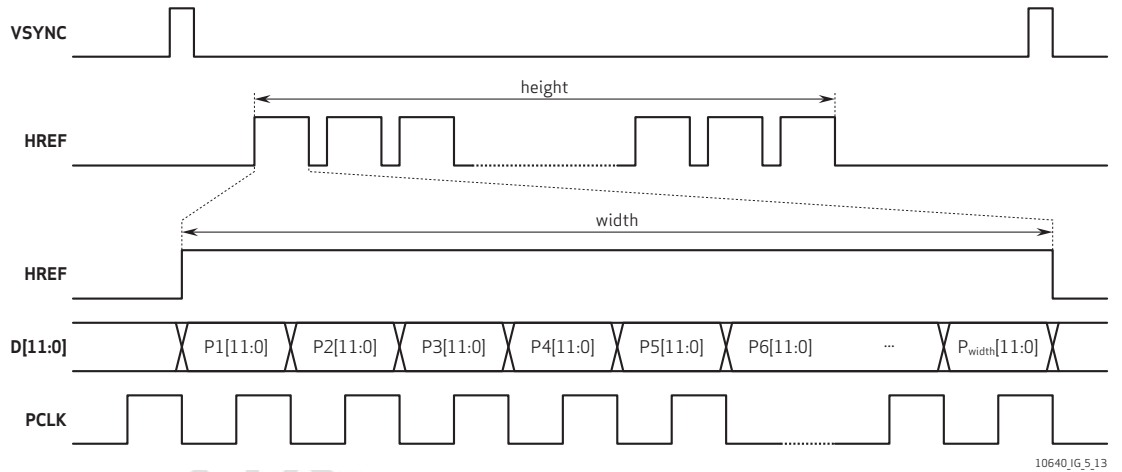 VSYNC
height
HREF
width
HREF
D[11:0] P1[11:0] P2[11:0] P3[11:0] P4[11:0] P5[11:0] P6[11:0] ... Pwidth[11:0]
PCLK
10640_IG_5_13